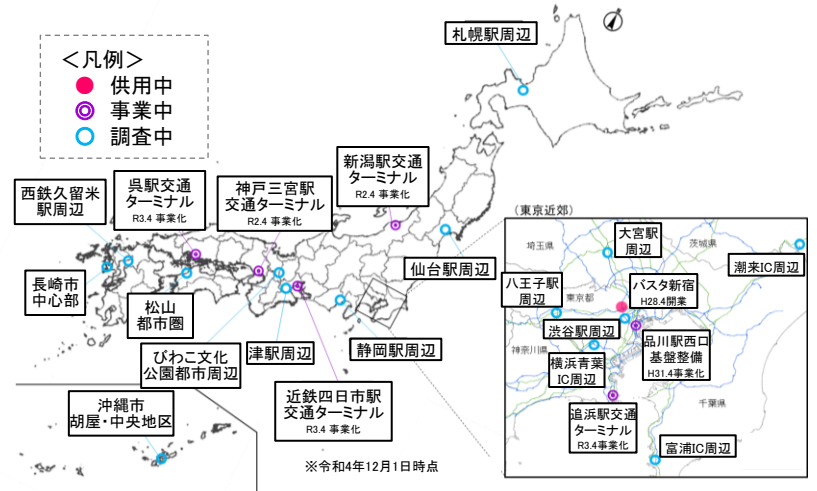 ＜凡例＞
供用中
事業中
調査中
札幌駅周辺
新潟駅交通
ターミナル
R2.4 事業化
神戸三宮駅
交通ターミナル
R2.4 事業化
呉駅交通
ターミナル
R3.4 事業化
西鉄久留米
駅周辺
長崎市
中心部
松山
都市圏
びわこ文化
公園都市周辺
津駅周辺
静岡駅周辺
仙台駅周辺
近鉄四日市駅
交通ターミナル
R3.4 事業化
沖縄市
胡屋・中央地区
※令和4年12月1日時点
（東京近郊）
埼玉県
大宮駅
周辺
茨城県
潮来IC周辺
八王子駅
周辺
東京都
バスタ新宿
H28.4開業
渋谷駅周辺
品川駅西口
基盤整備
H31.4事業化
神奈川県
横浜青葉
IC周辺
千葉県
追浜駅交通
ターミナル
R3.4事業化
富浦IC周辺